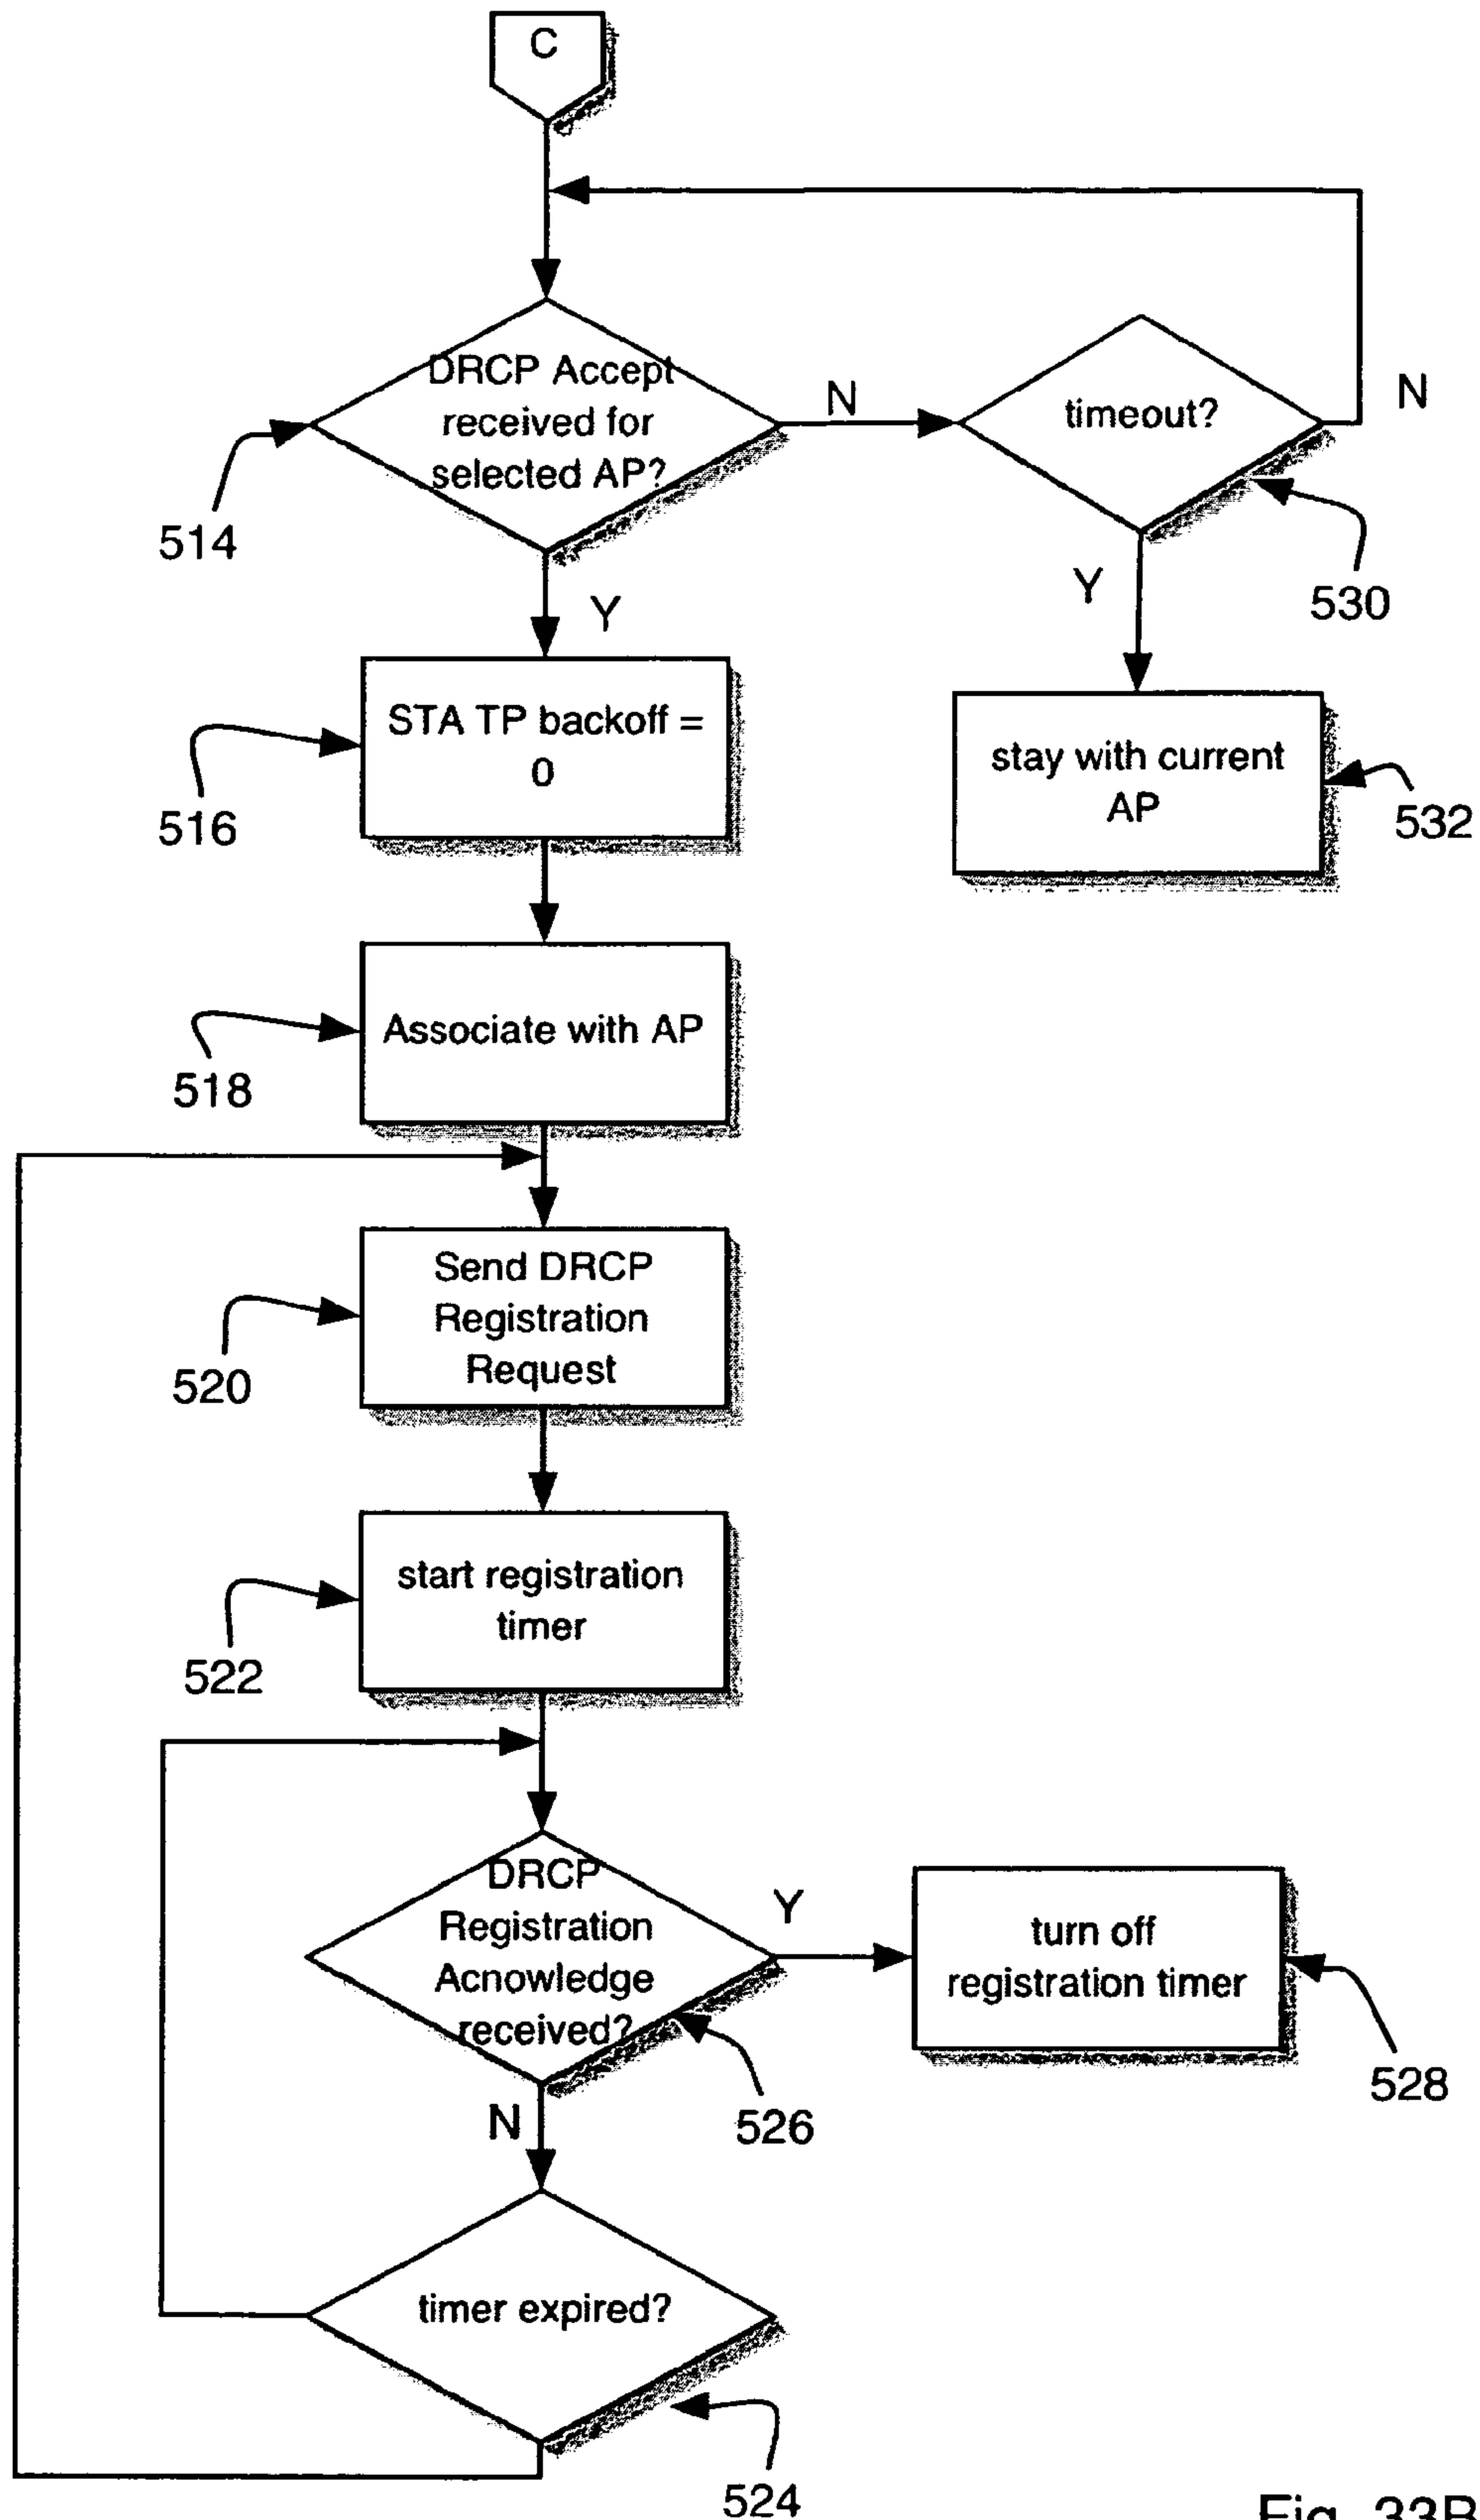 C
DRCP Accept
received for
selected AP?
N
timeout?
N
514
Y
Y
530
STA TP backoff =
0
stay with current
AP
516
532
Associate with AP
518
Send DRCP
Registration
Request
520
start registration
timer
522
DRCP
Registration
Acnowledge
received?
Y
turn off
registration timer
N
526
528
timer expired?
524
Fig. 33B